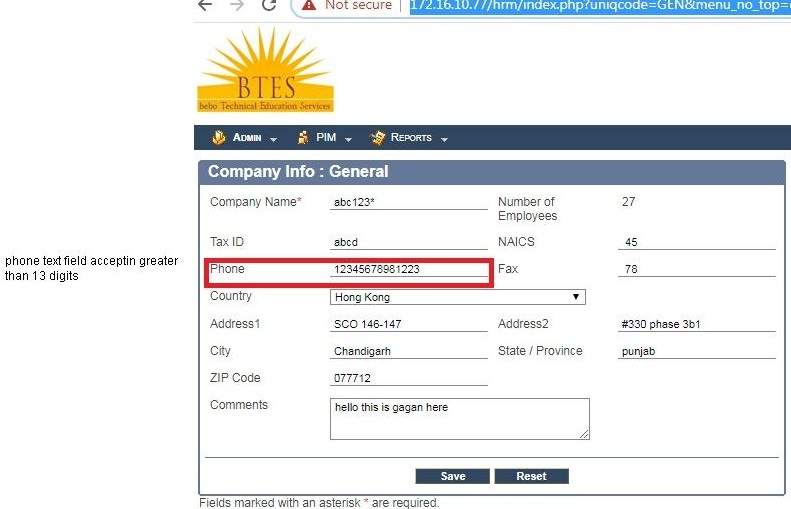 Not secure | 172.16.10.77/hrm/index.php?uniqcode=GEN&menu_no_top=
BTES
bebo Technical Education Services
ADMIN PIM REPORTS
Company Info : General
Company Name* abc123* Number of Employees 27
Tax ID abcd NAICS 45
phone text field acceptin greater
than 13 digits
Phone 12345678981223 Fax 78
Country Hong Kong
Address1 SCO 146-147 Address2 #330 phase 3b1
City Chandigarh State / Province punjab
ZIP Code 077712
Comments hello this is gagan here
Save Reset
Fields marked with an asterisk * are required.